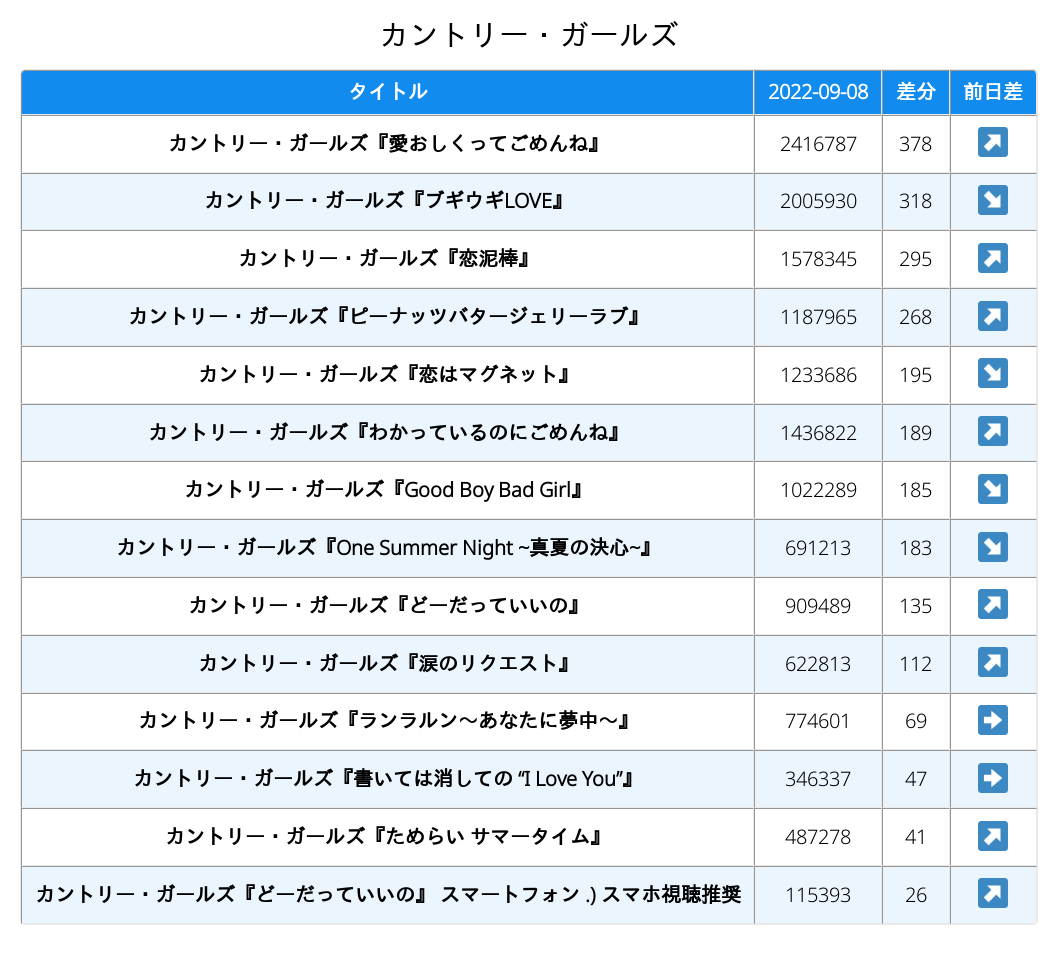 カントリー・ガールズ
タイトル 2022-09-08 差分 前日差
カントリー・ガールズ『愛おしくってごめんね』 2416787 378 ↗
カントリー・ガールズ『ブギウギLOVE』 2005930 318 ↘
カントリー・ガールズ『恋泥棒』 1578345 295 ↗
カントリー・ガールズ『ピーナッツバタージェリーラブ』 1187965 268 ↗
カントリー・ガールズ『恋はマグネット』 1233686 195 ↘
カントリー・ガールズ『わかっているのにごめんね』 1436822 189 ↗
カントリー・ガールズ『Good Boy Bad Girl』 1022289 185 ↘
カントリー・ガールズ『One Summer Night ~真夏の決心~』 691213 183 ↘
カントリー・ガールズ『どーだっていいの』 909489 135 ↗
カントリー・ガールズ『涙のリクエスト』 622813 112 ↗
カントリー・ガールズ『ランラルン～あなたに夢中～』 774601 69 ➡
カントリー・ガールズ『書いては消しての “I Love You”』 346337 47 ➡
カントリー・ガールズ『ためらい サマータイム』 487278 41 ↗
カントリー・ガールズ『どーだっていいの』 スマートフォン .) スマホ視聴推奨 115393 26 ↗